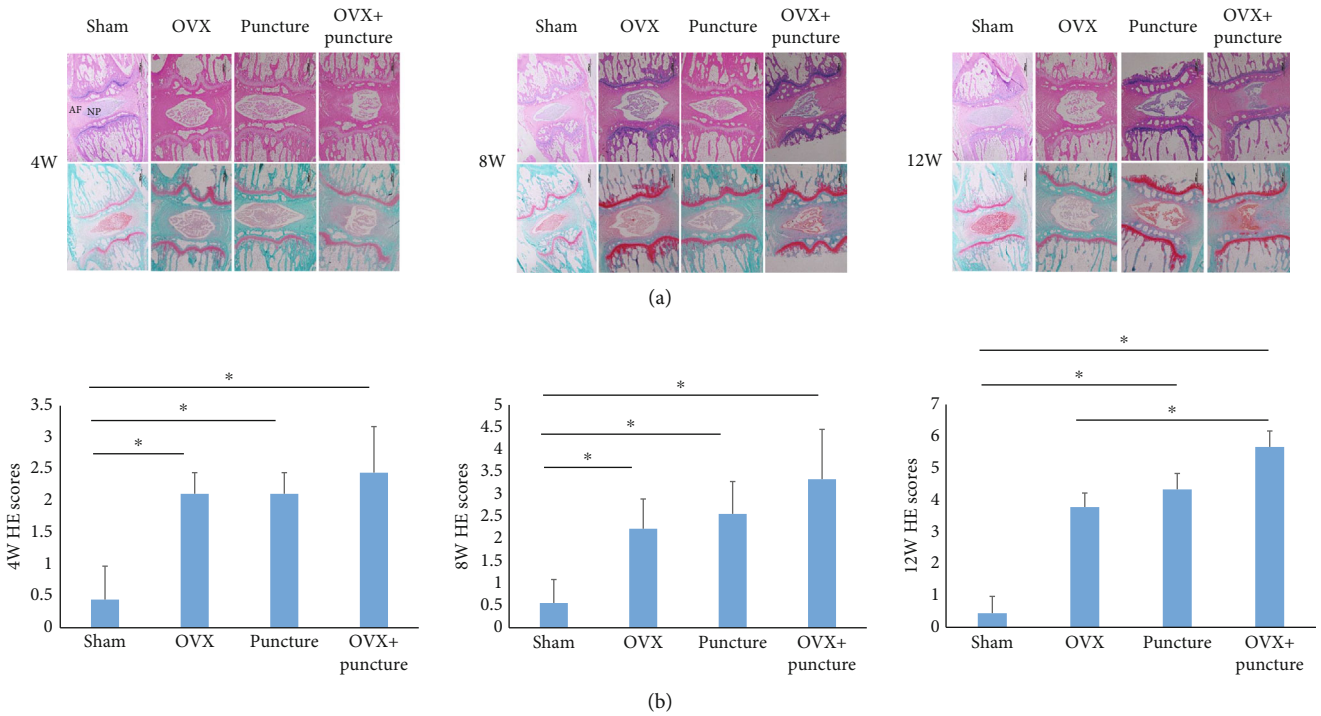 Sham OVX Puncture OVX+
puncture
Sham OVX Puncture OVX+
puncture
Sham OVX Puncture OVX+
puncture
AF NP
4W
8W
12W
(a)
*
*
*
3.5
3
2.5
2
1.5
1
0.5
0
4W HE scores
Sham OVX Puncture OVX+
puncture
*
*
*
5
4.5
4
3.5
3
2.5
2
1.5
1
0.5
0
8W HE scores
Sham OVX Puncture OVX+
puncture
*
*
*
7
6
5
4
3
2
1
0
12W HE scores
Sham OVX Puncture OVX+
puncture
(b)